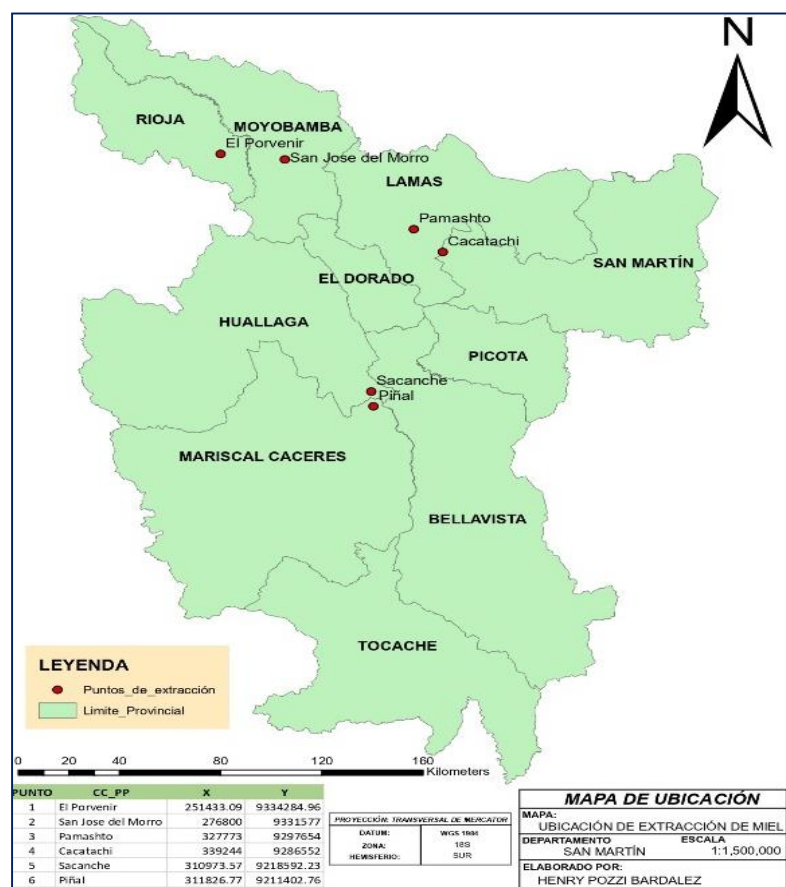 N
RIOJA
MOYOBAMBA
El Porvenir
San Jose del Morro
LAMAS
Pamashto
Cacatachi
SAN MARTÍN
EL DORADO
HUALLAGA
PICOTA
Sacanche
Piñal
MARISCAL CACERES
BELLAVISTA
TOCACHE
LEYENDA
Puntos_de_extracción
Limite_Provincial
0 20 40 80 120 160
Kilometers
PUNTO CC_PP X Y
1 El Porvenir 251433.09 9334284.96
2 San Jose del Morro 276800 9331577
3 Pamashto 327773 9297654
4 Cacatachi 339244 9286552
5 Sacanche 310973.57 9218592.23
6 Piñal 311826.77 9211402.76
PROYECCIÓN: TRANSVERSAL DE MERCATOR
DATUM: WGS 1984
ZONA: 18S
HEMISFERIO: SUR
MAPA DE UBICACIÓN
MAPA:
UBICACIÓN DE EXTRACCIÓN DE MIEL
DEPARTAMENTO ESCALA
SAN MARTÍN 1:1,500,000
ELABORADO POR:
HENRY POZZI BARDALEZ